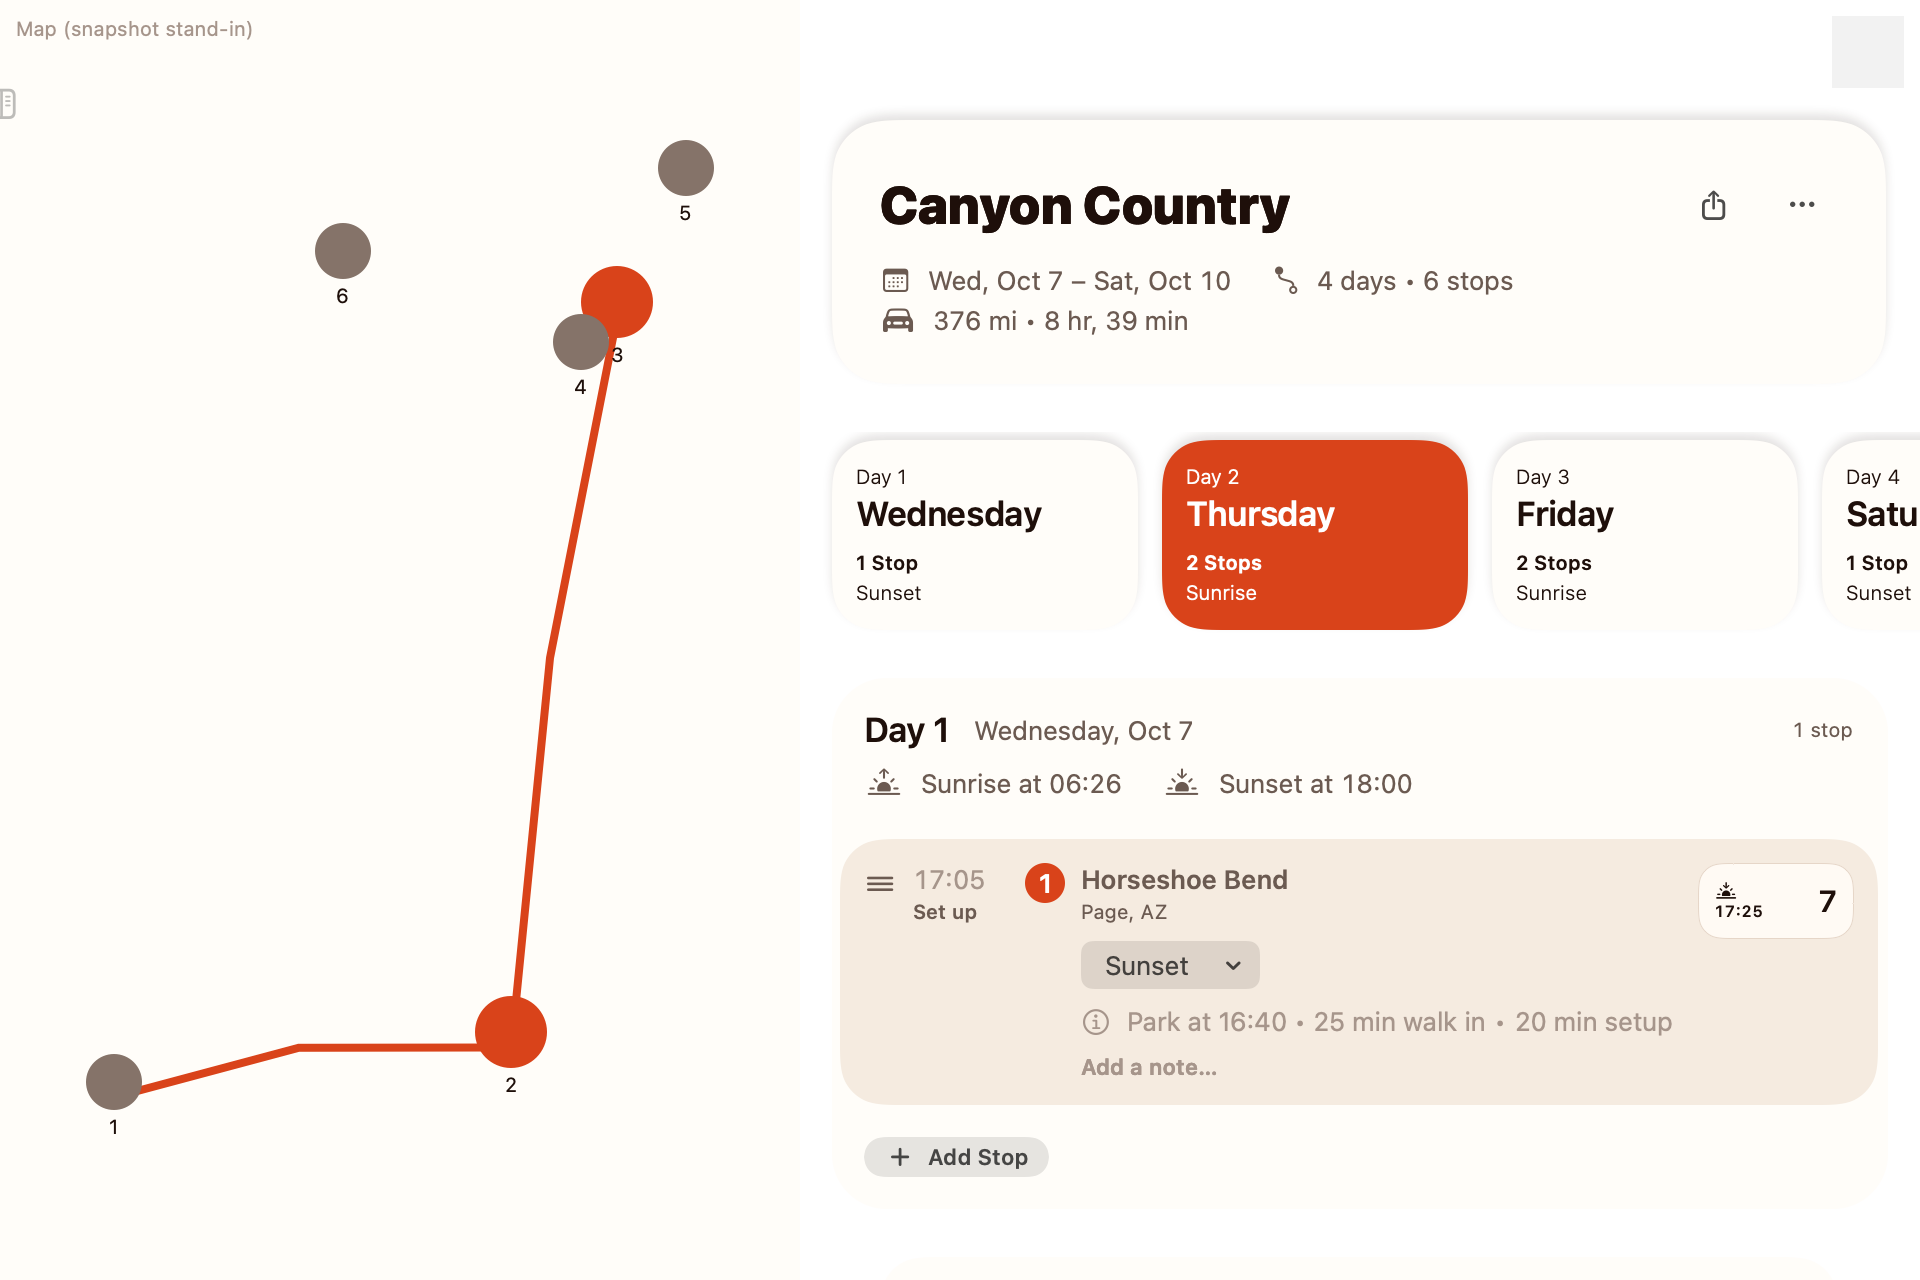 Map (snapshot stand-in)
5
6
3
4
2
1
Canyon Country
Wed, Oct 7 – Sat, Oct 10
4 days • 6 stops
376 mi • 8 hr, 39 min
Day 1
Wednesday
1 Stop
Sunset
Day 2
Thursday
2 Stops
Sunrise
Day 3
Friday
2 Stops
Sunrise
Day 4
Satu
1 Stop
Sunset
Day 1 Wednesday, Oct 7
1 stop
Sunrise at 06:26
Sunset at 18:00
17:05
Set up
1
Horseshoe Bend
Page, AZ
17:25
7
Sunset
Park at 16:40 • 25 min walk in • 20 min setup
Add a note...
+ Add Stop